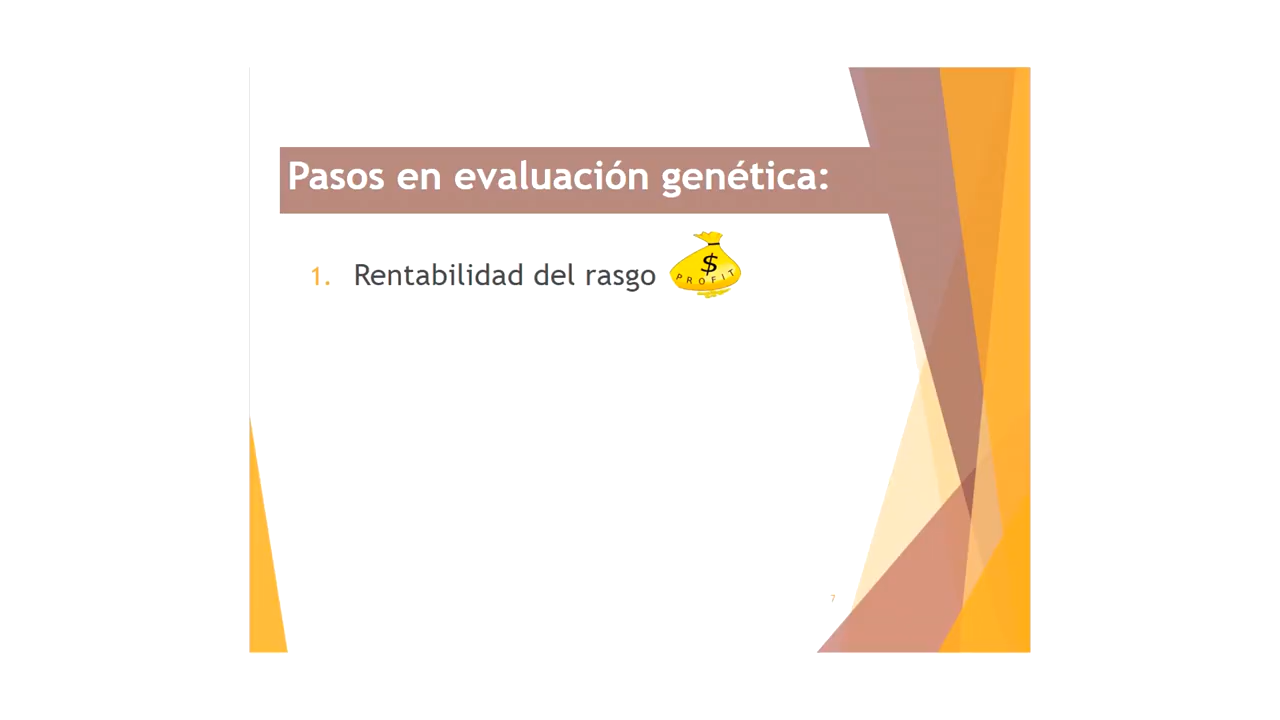 Pasos en evaluación genética:
1. Rentabilidad del rasgo
$
PROFIT
7